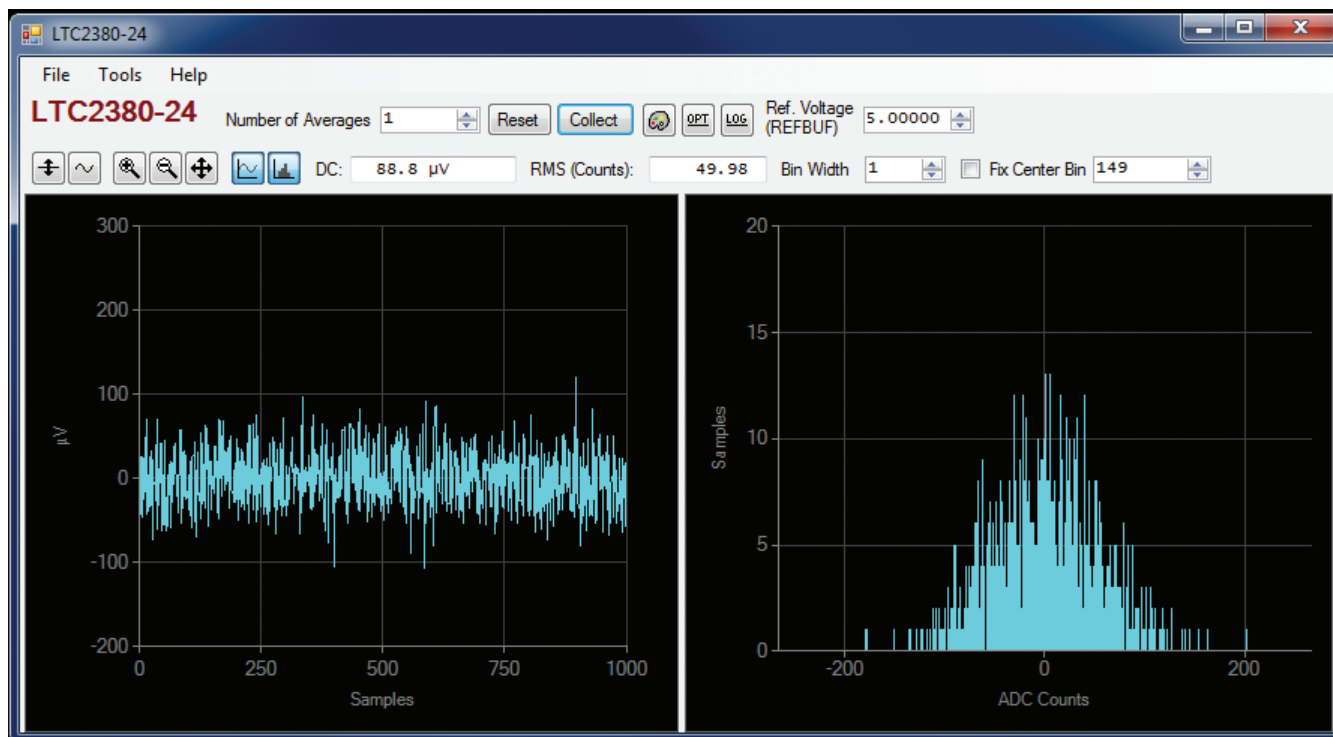 LTC2380-24
File Tools Help
LTC2380-24 Number of Averages 1 Reset Collect OPT LOG Ref. Voltage (REFBUF) 5.00000
DC: 88.8 µV RMS (Counts): 49.98 Bin Width 1 Fix Center Bin 149
300
200
100
0
-100
-200
µV
0 250 500 750 1000
Samples
20
15
10
5
0
Samples
-200 0 200
ADC Counts